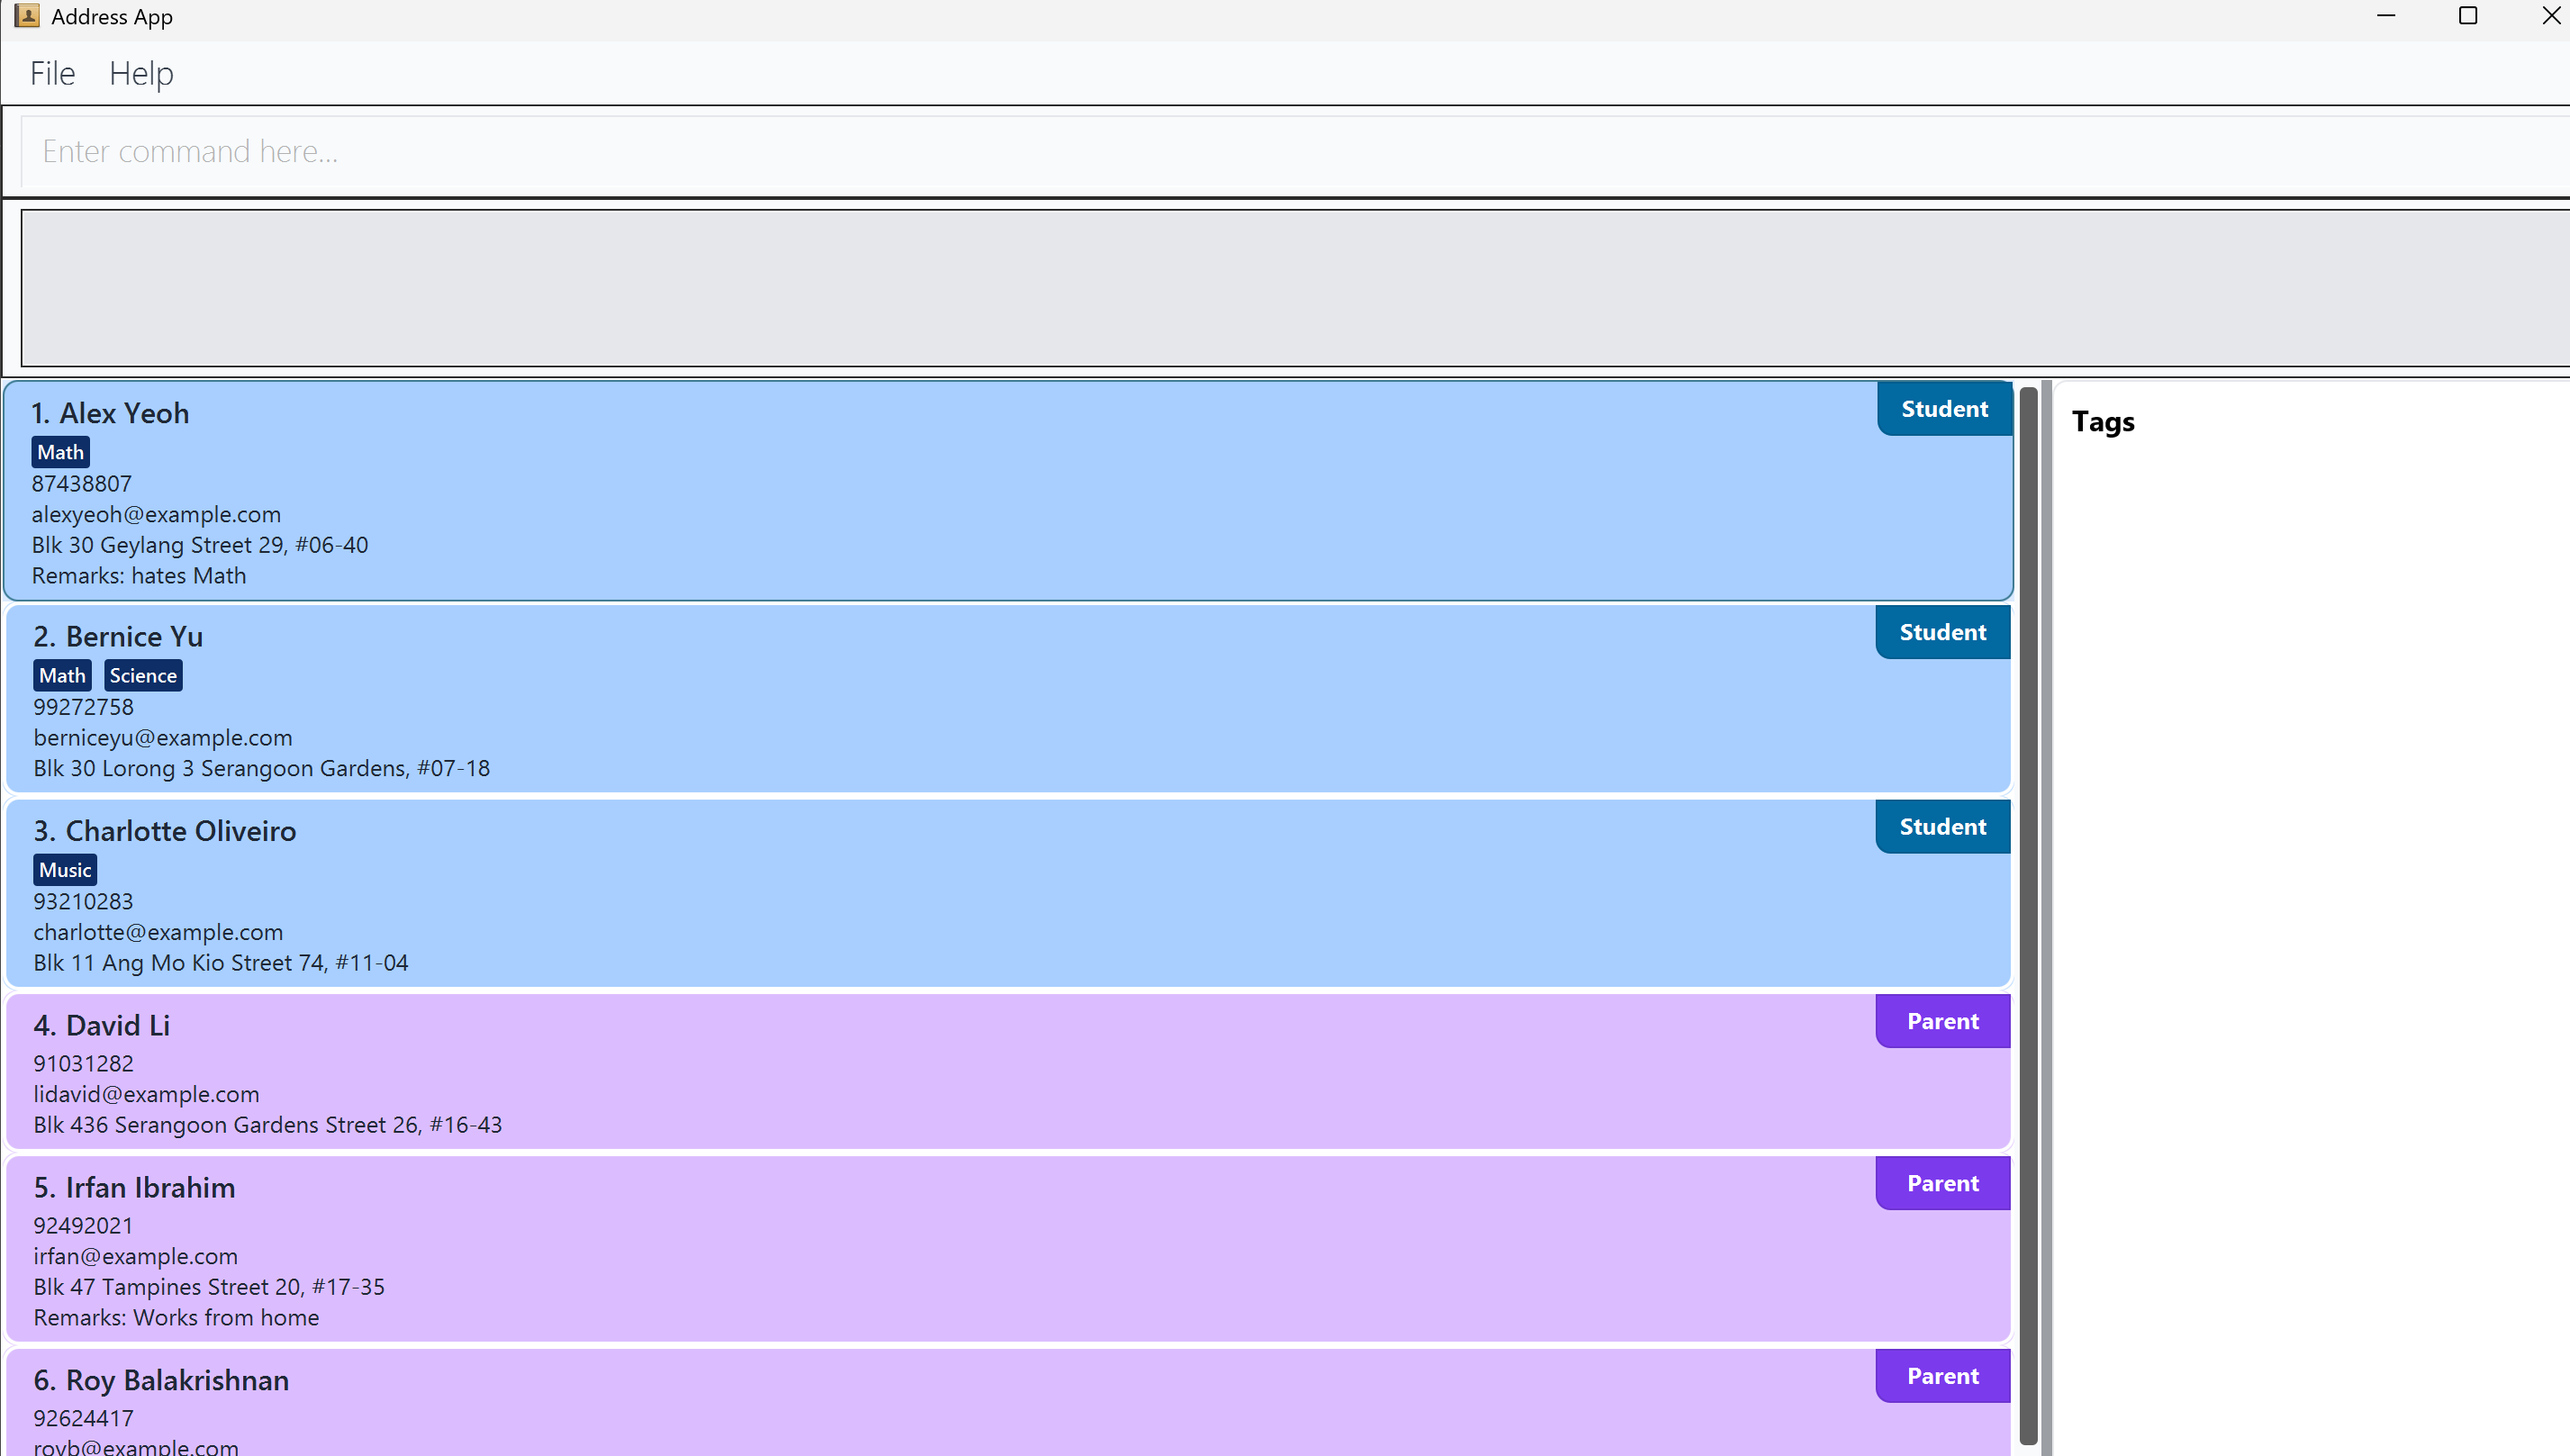 Address App
File Help
Enter command here...
1. Alex Yeoh
Student
Math
87438807
alexyeoh@example.com
Blk 30 Geylang Street 29, #06-40
Remarks: hates Math
2. Bernice Yu
Student
Math Science
99272758
berniceyu@example.com
Blk 30 Lorong 3 Serangoon Gardens, #07-18
3. Charlotte Oliveiro
Student
Music
93210283
charlotte@example.com
Blk 11 Ang Mo Kio Street 74, #11-04
4. David Li
Parent
91031282
lidavid@example.com
Blk 436 Serangoon Gardens Street 26, #16-43
5. Irfan Ibrahim
Parent
92492021
irfan@example.com
Blk 47 Tampines Street 20, #17-35
Remarks: Works from home
6. Roy Balakrishnan
Parent
92624417
royb@example.com
Tags